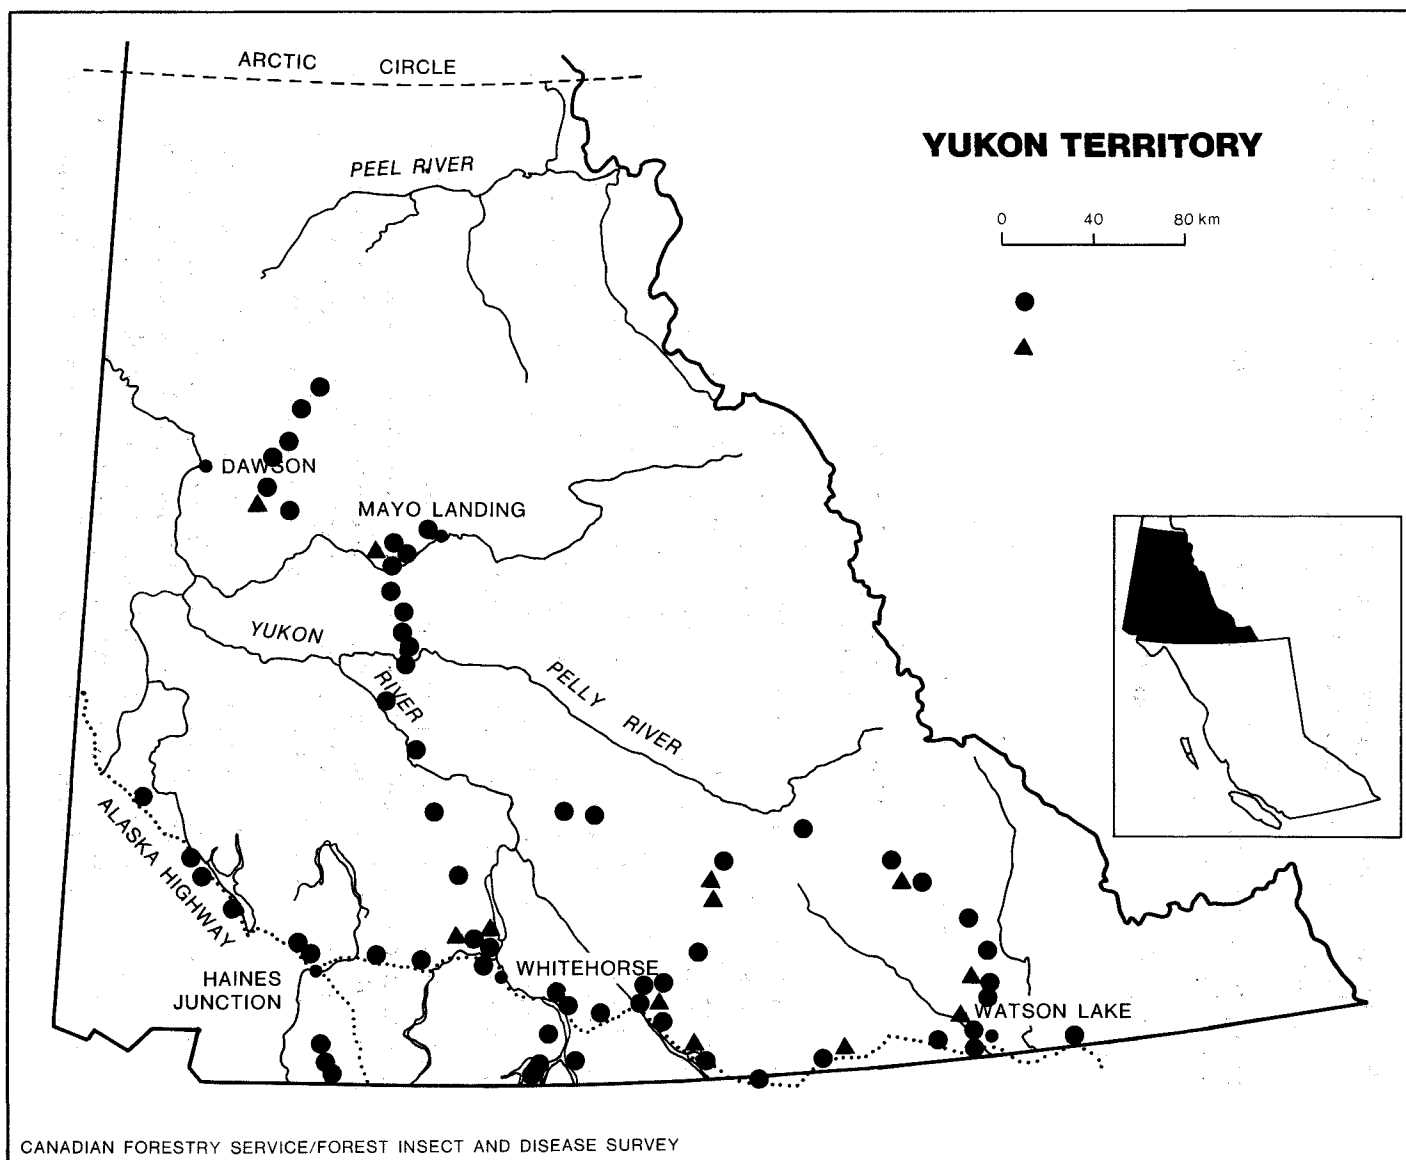 ARCTIC CIRCLE
YUKON TERRITORY
PEEL RIVER
0 40 80 km
DAWSON
MAYO LANDING
YUKON
RIVER
PELLY RIVER
ALASKA HIGHWAY
HAINES
JUNCTION
WHITEHORSE
WATSON LAKE
CANADIAN FORESTRY SERVICE/FOREST INSECT AND DISEASE SURVEY